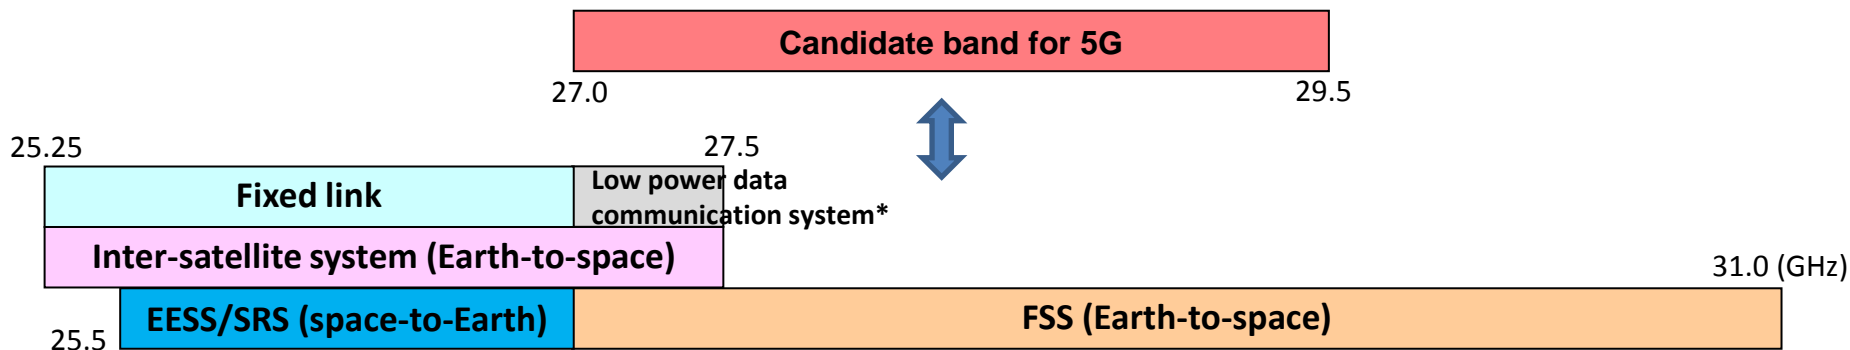 Candidate band for 5G
27.0
29.5
25.25
27.5
Fixed link
Low power data
communication system*
Inter-satellite system (Earth-to-space)
31.0 (GHz)
EESS/SRS (space-to-Earth)
FSS (Earth-to-space)
25.5